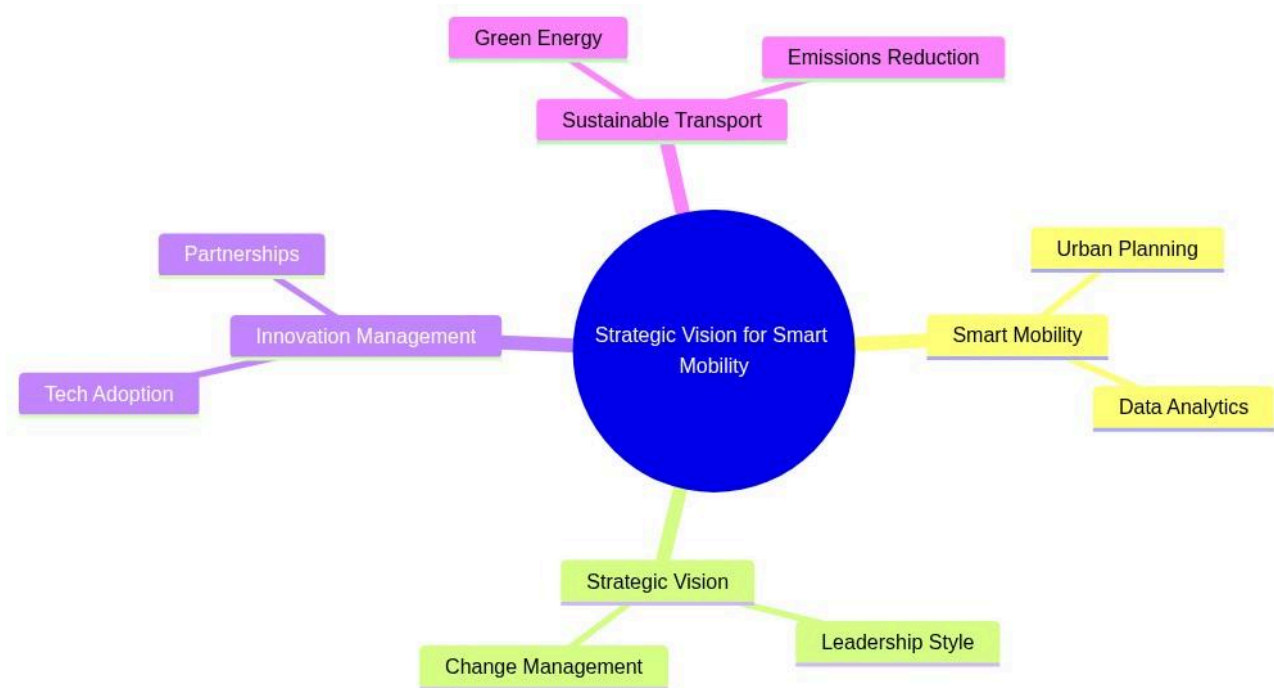 Green Energy
Emissions Reduction
Sustainable Transport
Partnerships
Urban Planning
Innovation Management
Strategic Vision for Smart
Mobility
Smart Mobility
Tech Adoption
Data Analytics
Strategic Vision
Leadership Style
Change Management